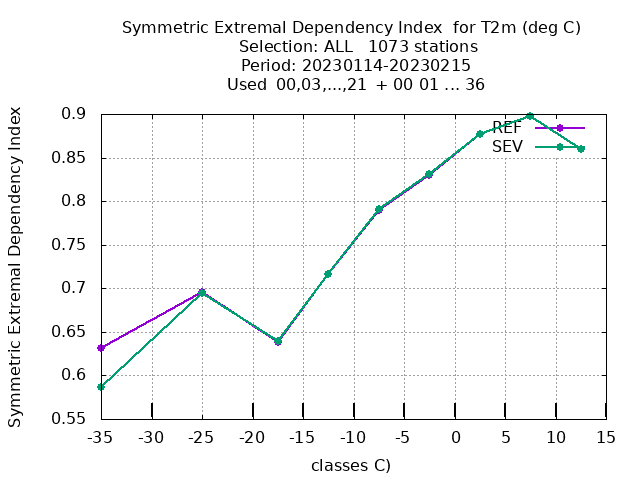 Symmetric Extremal Dependency Index  for T2m (deg C)
Selection: ALL   1073 stations
Period: 20230114-20230215
Used  00,03,...,21  + 00 01 ... 36
Symmetric Extremal Dependency Index
0.9
0.85
0.8
0.75
0.7
0.65
0.6
0.55
REF
SEV
-35 -30 -25 -20 -15 -10 -5 0 5 10 15
classes C)